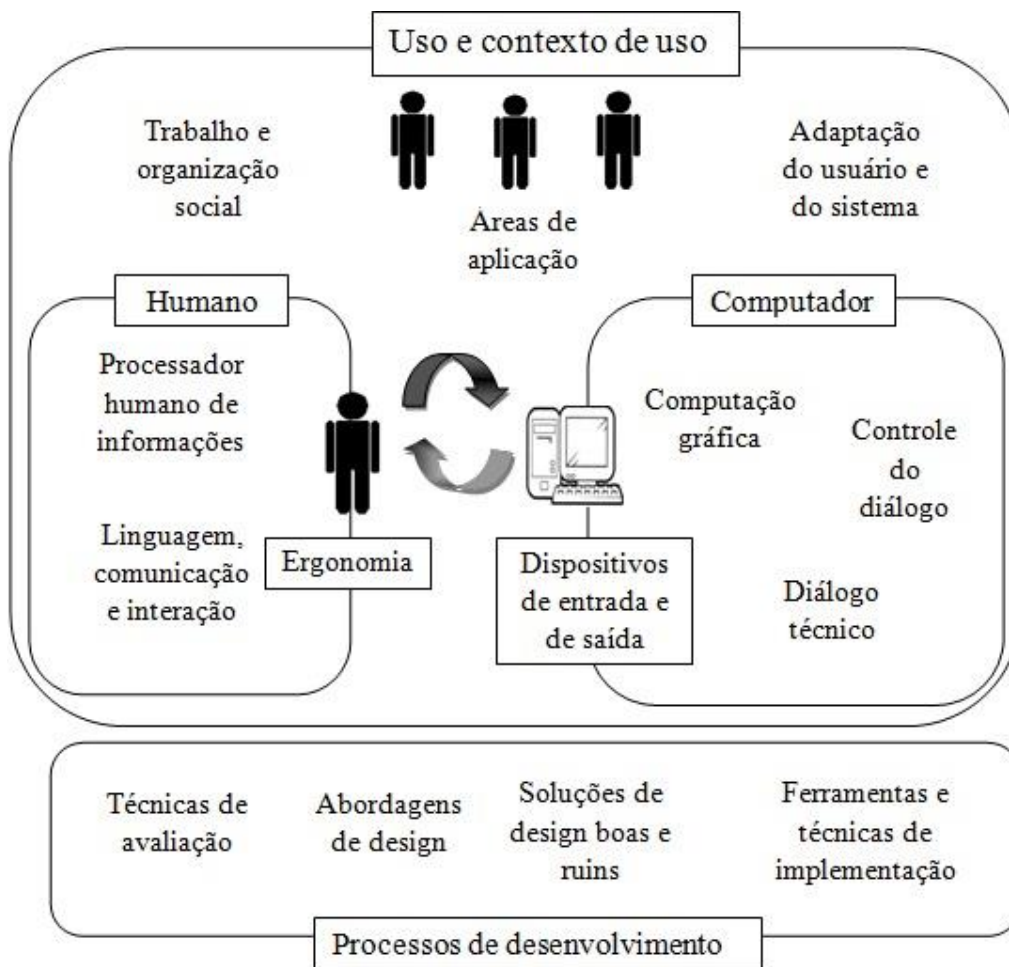 Uso e contexto de uso
Trabalho e
organização
social
Áreas de
aplicação
Adaptação
do usuário e
do sistema
Humano
Processador
humano de
informações
Linguagem,
comunicação
e interação
Ergonomia
Computador
Computação
gráfica
Controle
do
diálogo
Diálogo
técnico
Dispositivos
de entrada e
de saída
Técnicas de
avaliação
Abordagens
de design
Soluções de
design boas e
ruins
Ferramentas e
técnicas de
implementação
Processos de desenvolvimento